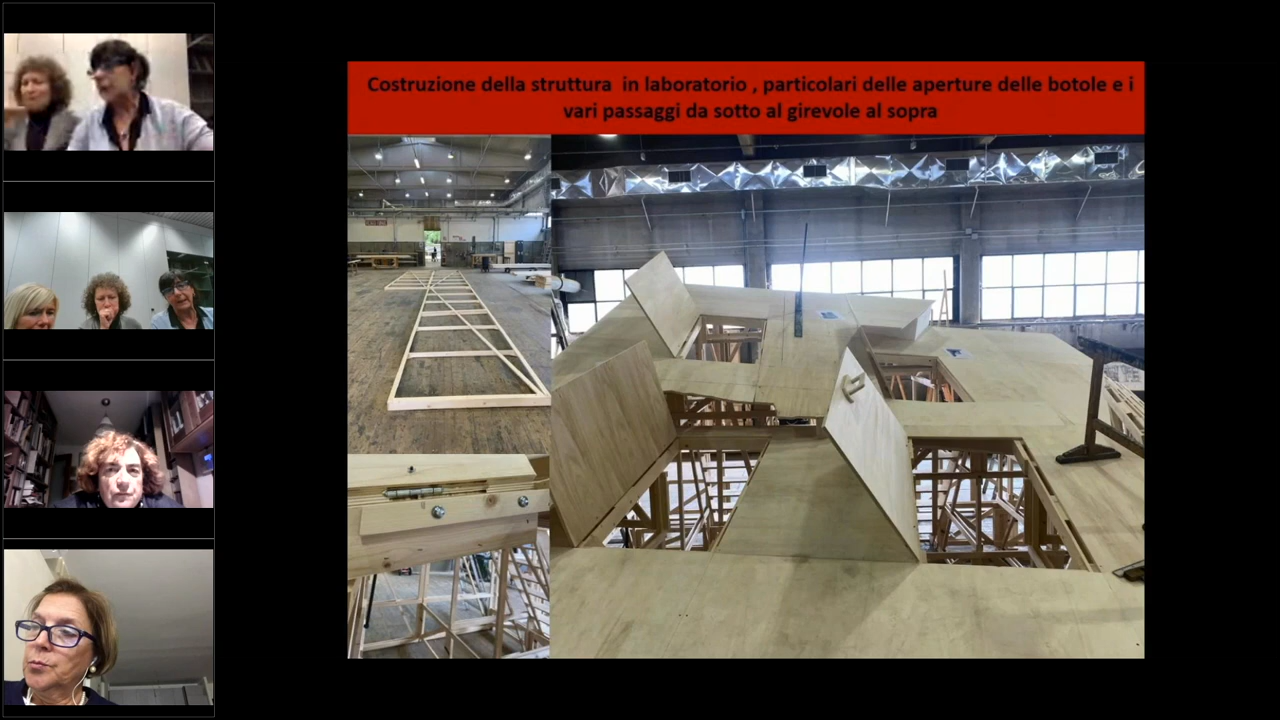 Costruzione della struttura in laboratorio , particolari delle aperture delle botole e i
vari passaggi da sotto al girevole al sopra